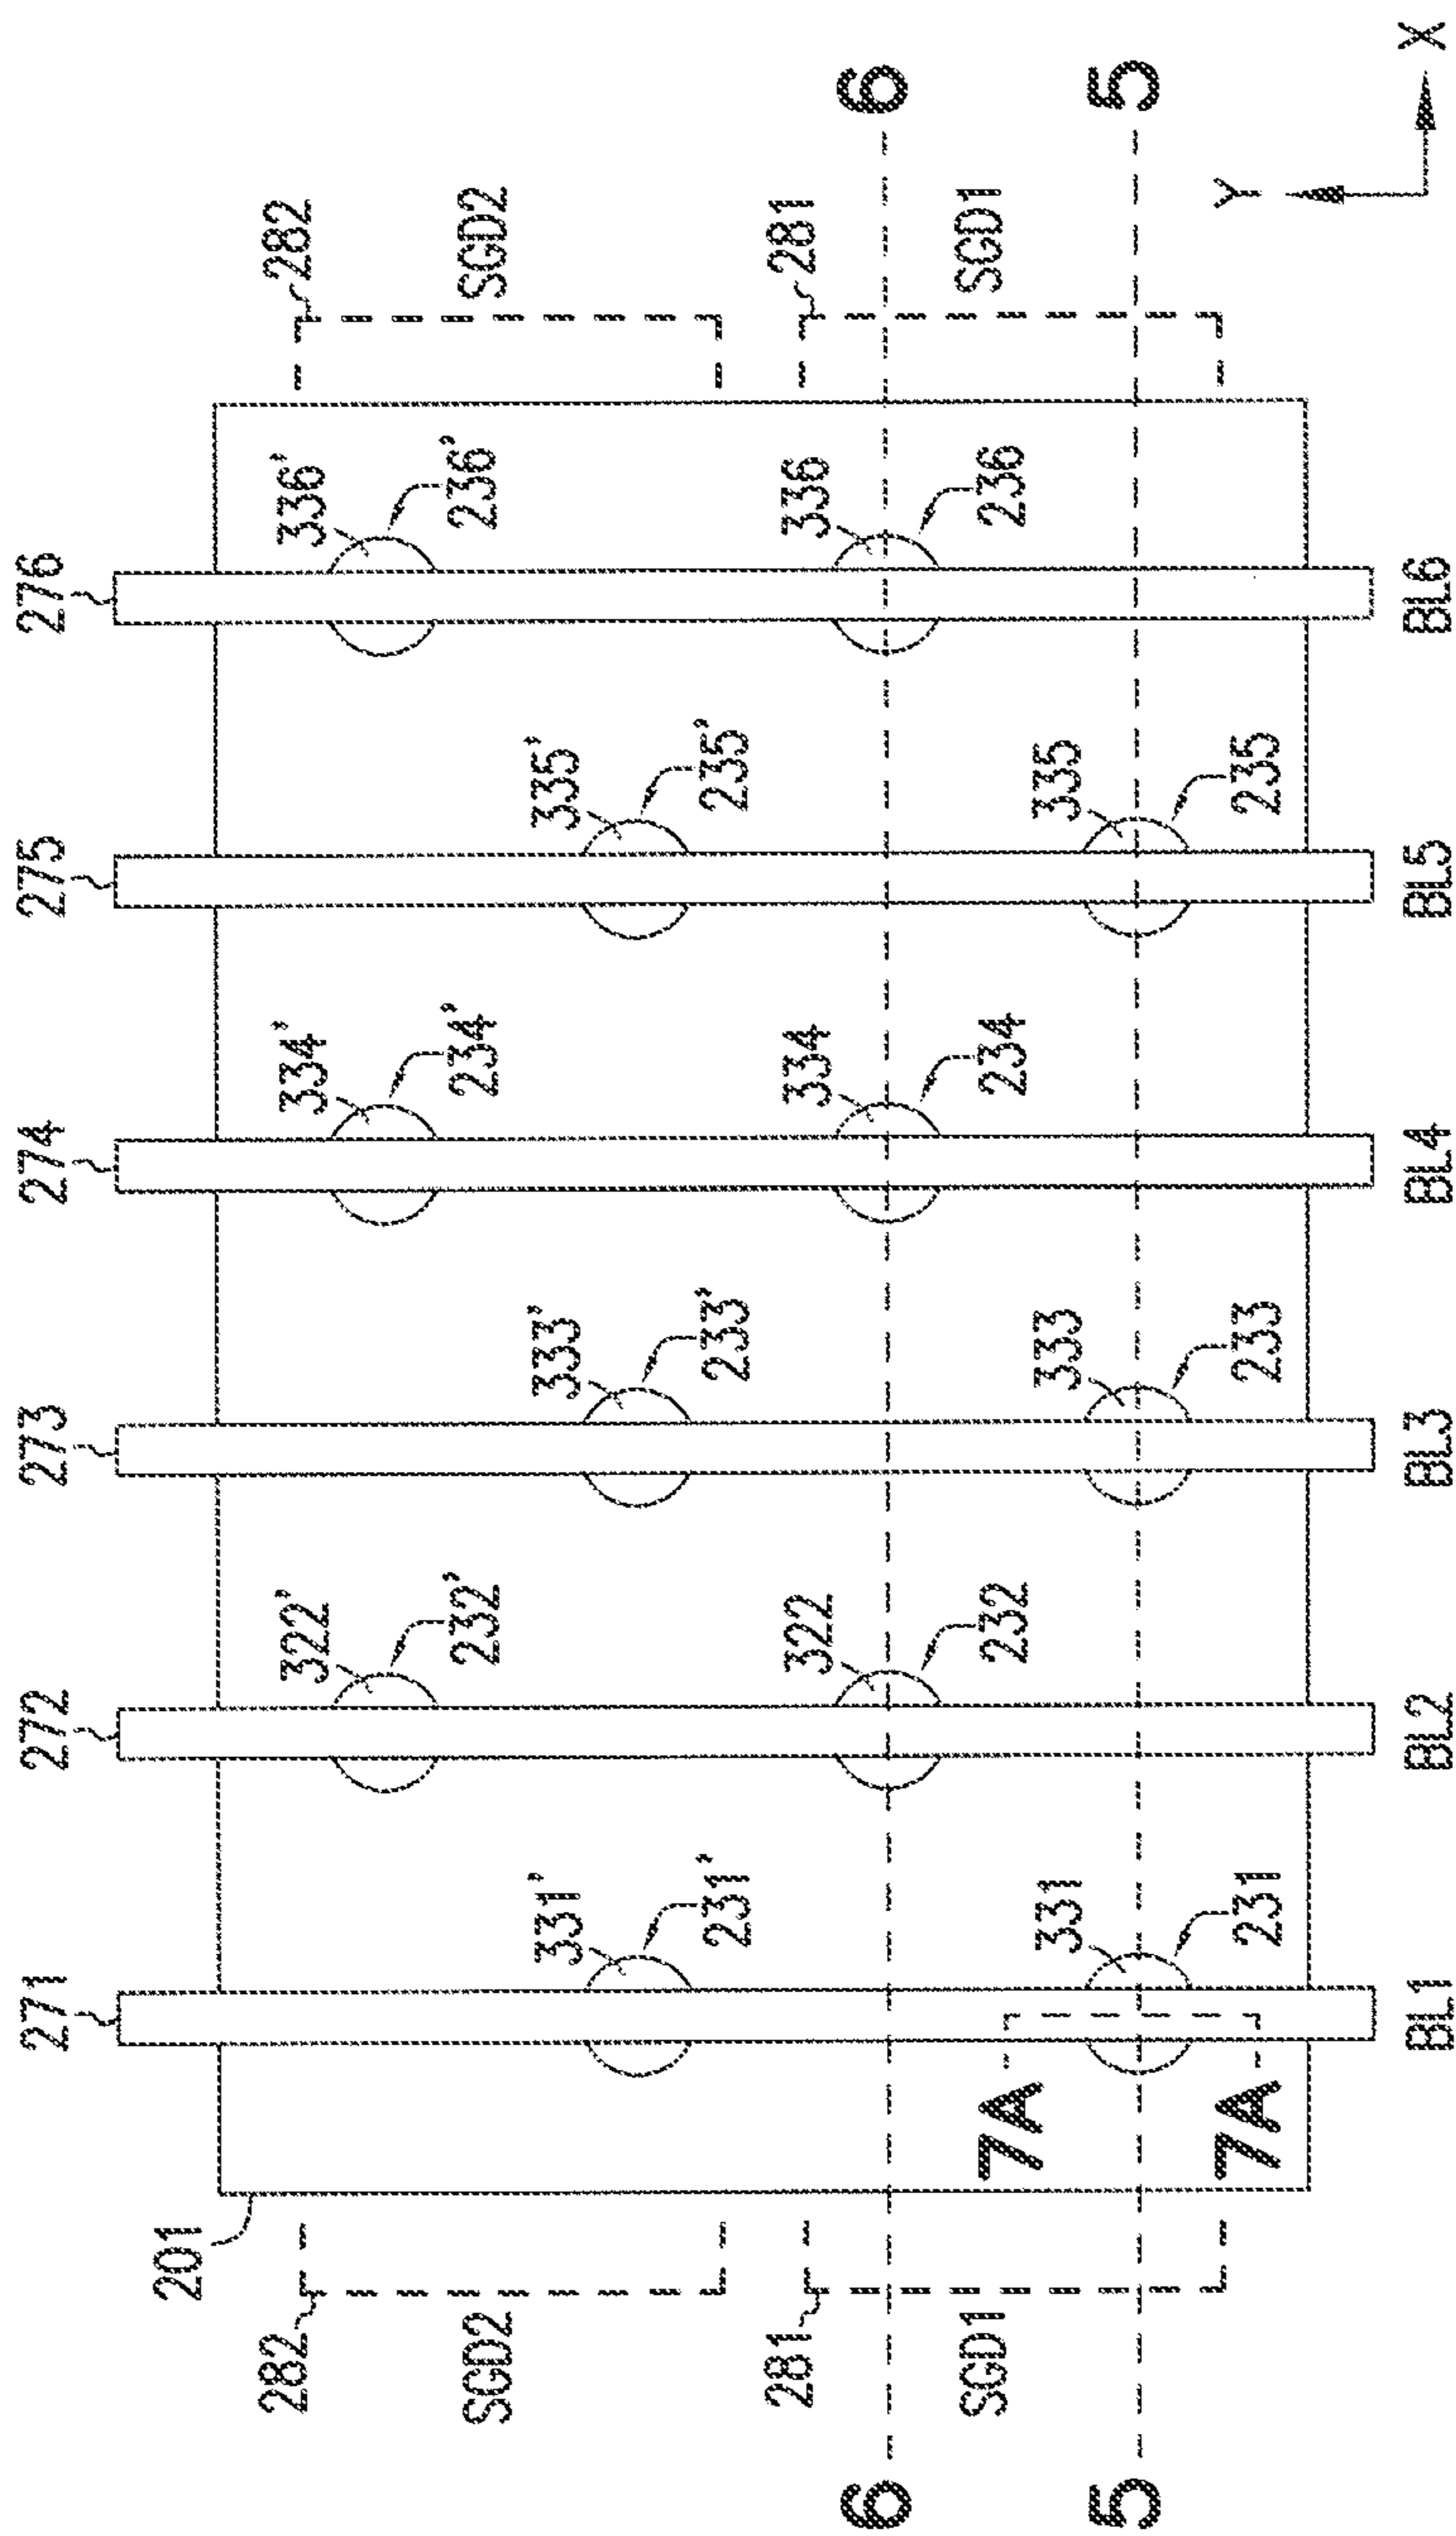 271 272 273 274 275 276
201
282 322' 334' 336' 282
SGD2 232' 234' 236' SGD2
331' 333' 335'
231' 233' 235'
281 322 334 336 281
6 6
SGD1 232 234 236 SGD1
7A 331 333 335
5 5
7A 231 233 235
Y
X
BL1 BL2 BL3 BL4 BL5 BL6